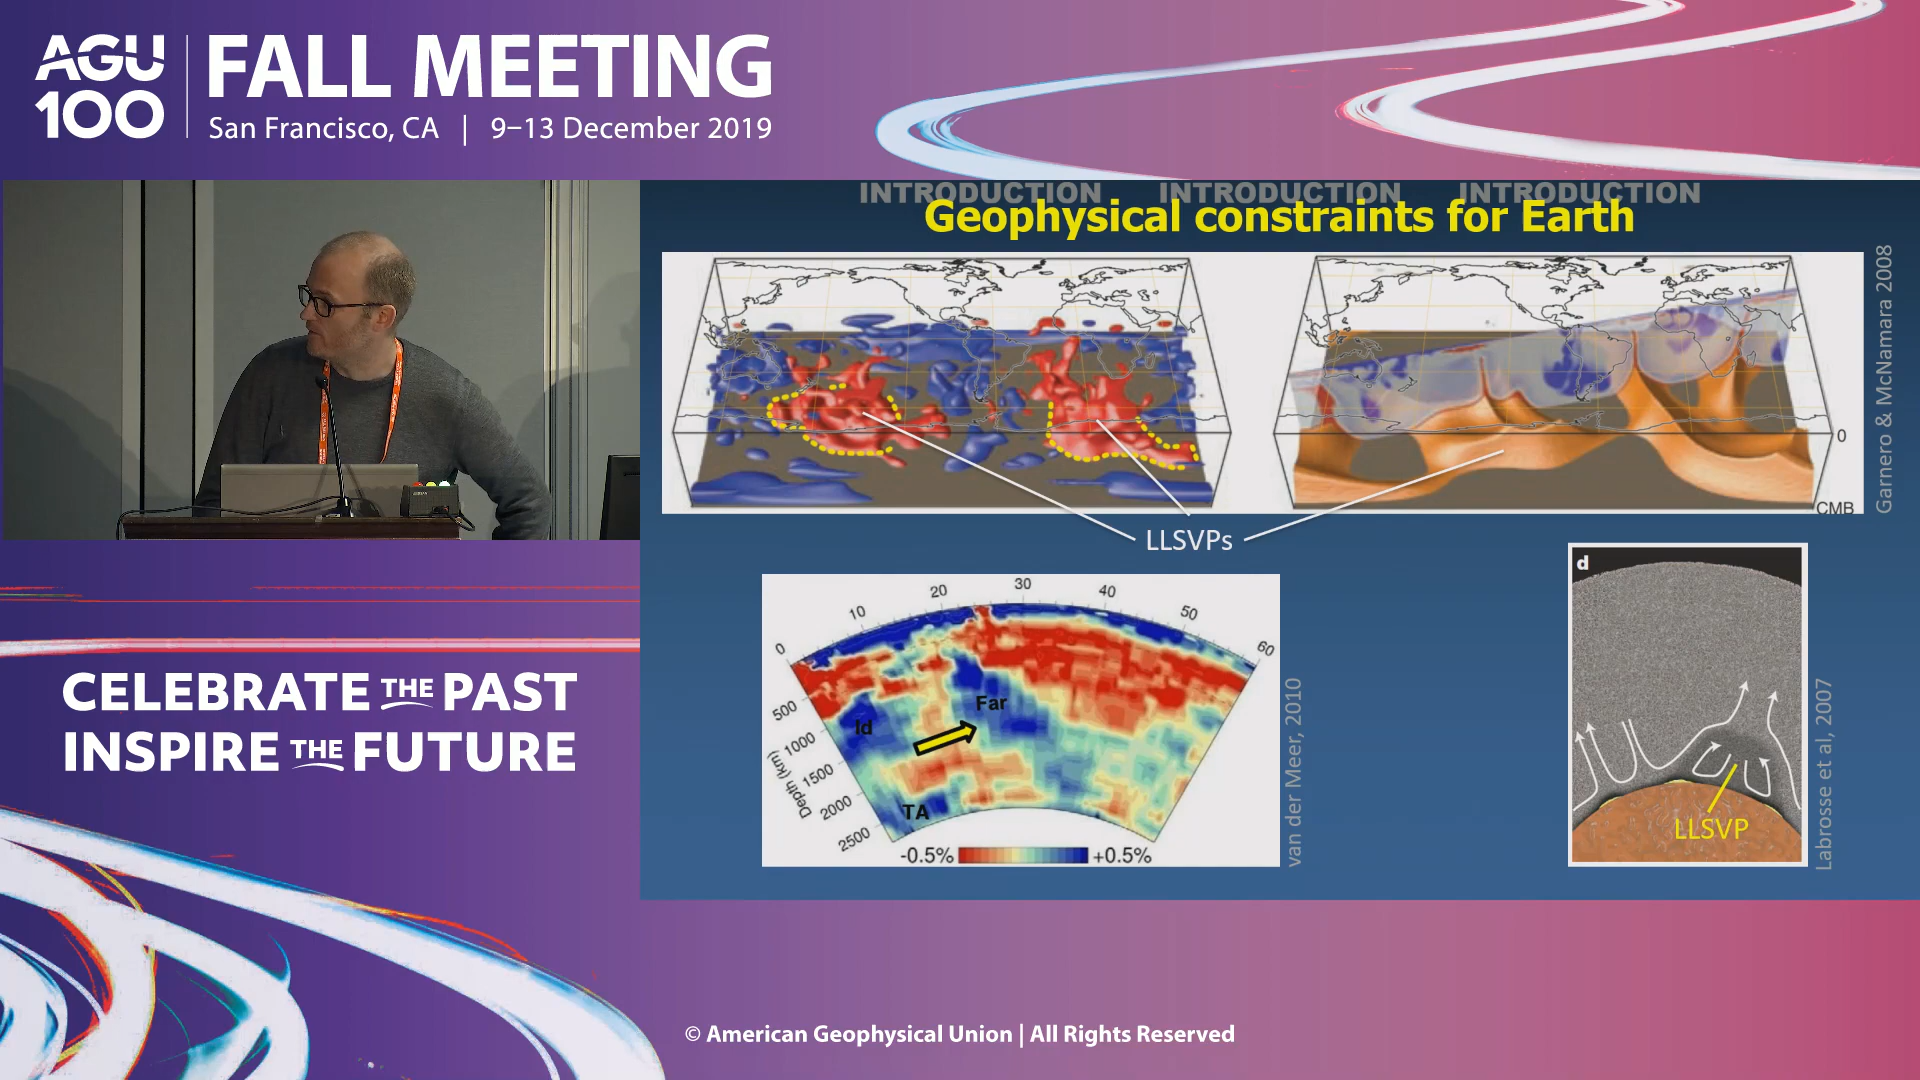 AGU
100
FALL MEETING
San Francisco, CA | 9–13 December 2019
INTRODUCTION INTRODUCTION INTRODUCTION
Geophysical constraints for Earth
0
CMB
Garnero & McNamara 2008
LLSVPs
0
10
20
30
40
50
60
500
1000
1500
2000
2500
Depth (km)
Id
Far
TA
-0.5%
+0.5%
van der Meer, 2010
d
LLSVP
Labrosse et al, 2007
CELEBRATE THE PAST
INSPIRE THE FUTURE
© American Geophysical Union | All Rights Reserved